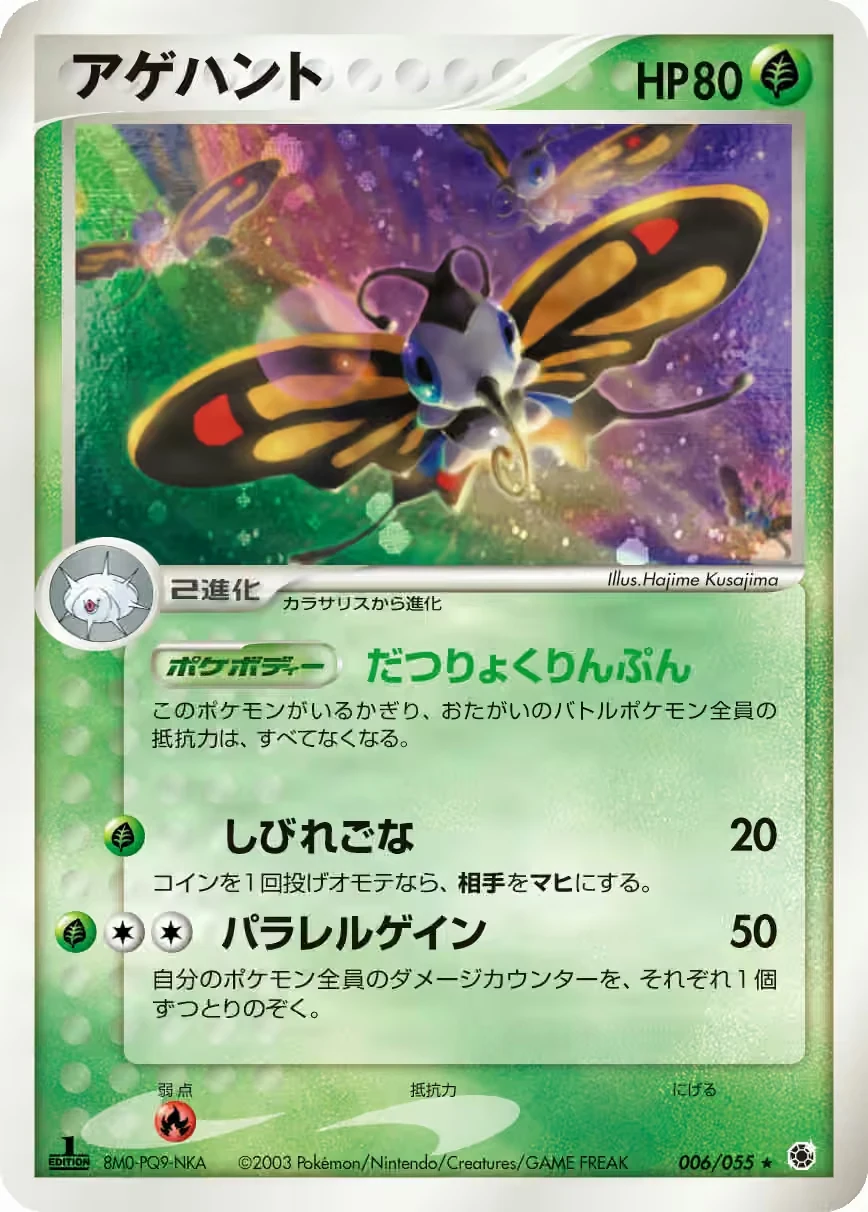 アゲハント
HP80
Illus.Hajime Kusajima
2進化
カラサリスから進化
ポケボディー だつりょくりんぷん
このポケモンがいるかぎり、おたがいのバトルポケモン全員の
抵抗力は、すべてなくなる。
しびれごな 20
コインを1回投げオモテなら、相手をマヒにする。
パラレルゲイン 50
自分のポケモン全員のダメージカウンターを、それぞれ1個
ずつとりのぞく。
弱点 抵抗力 にげる
1 EDITION 8M0-PQ9-NKA ©2003 Pokémon/Nintendo/Creatures/GAME FREAK 006/055 ★